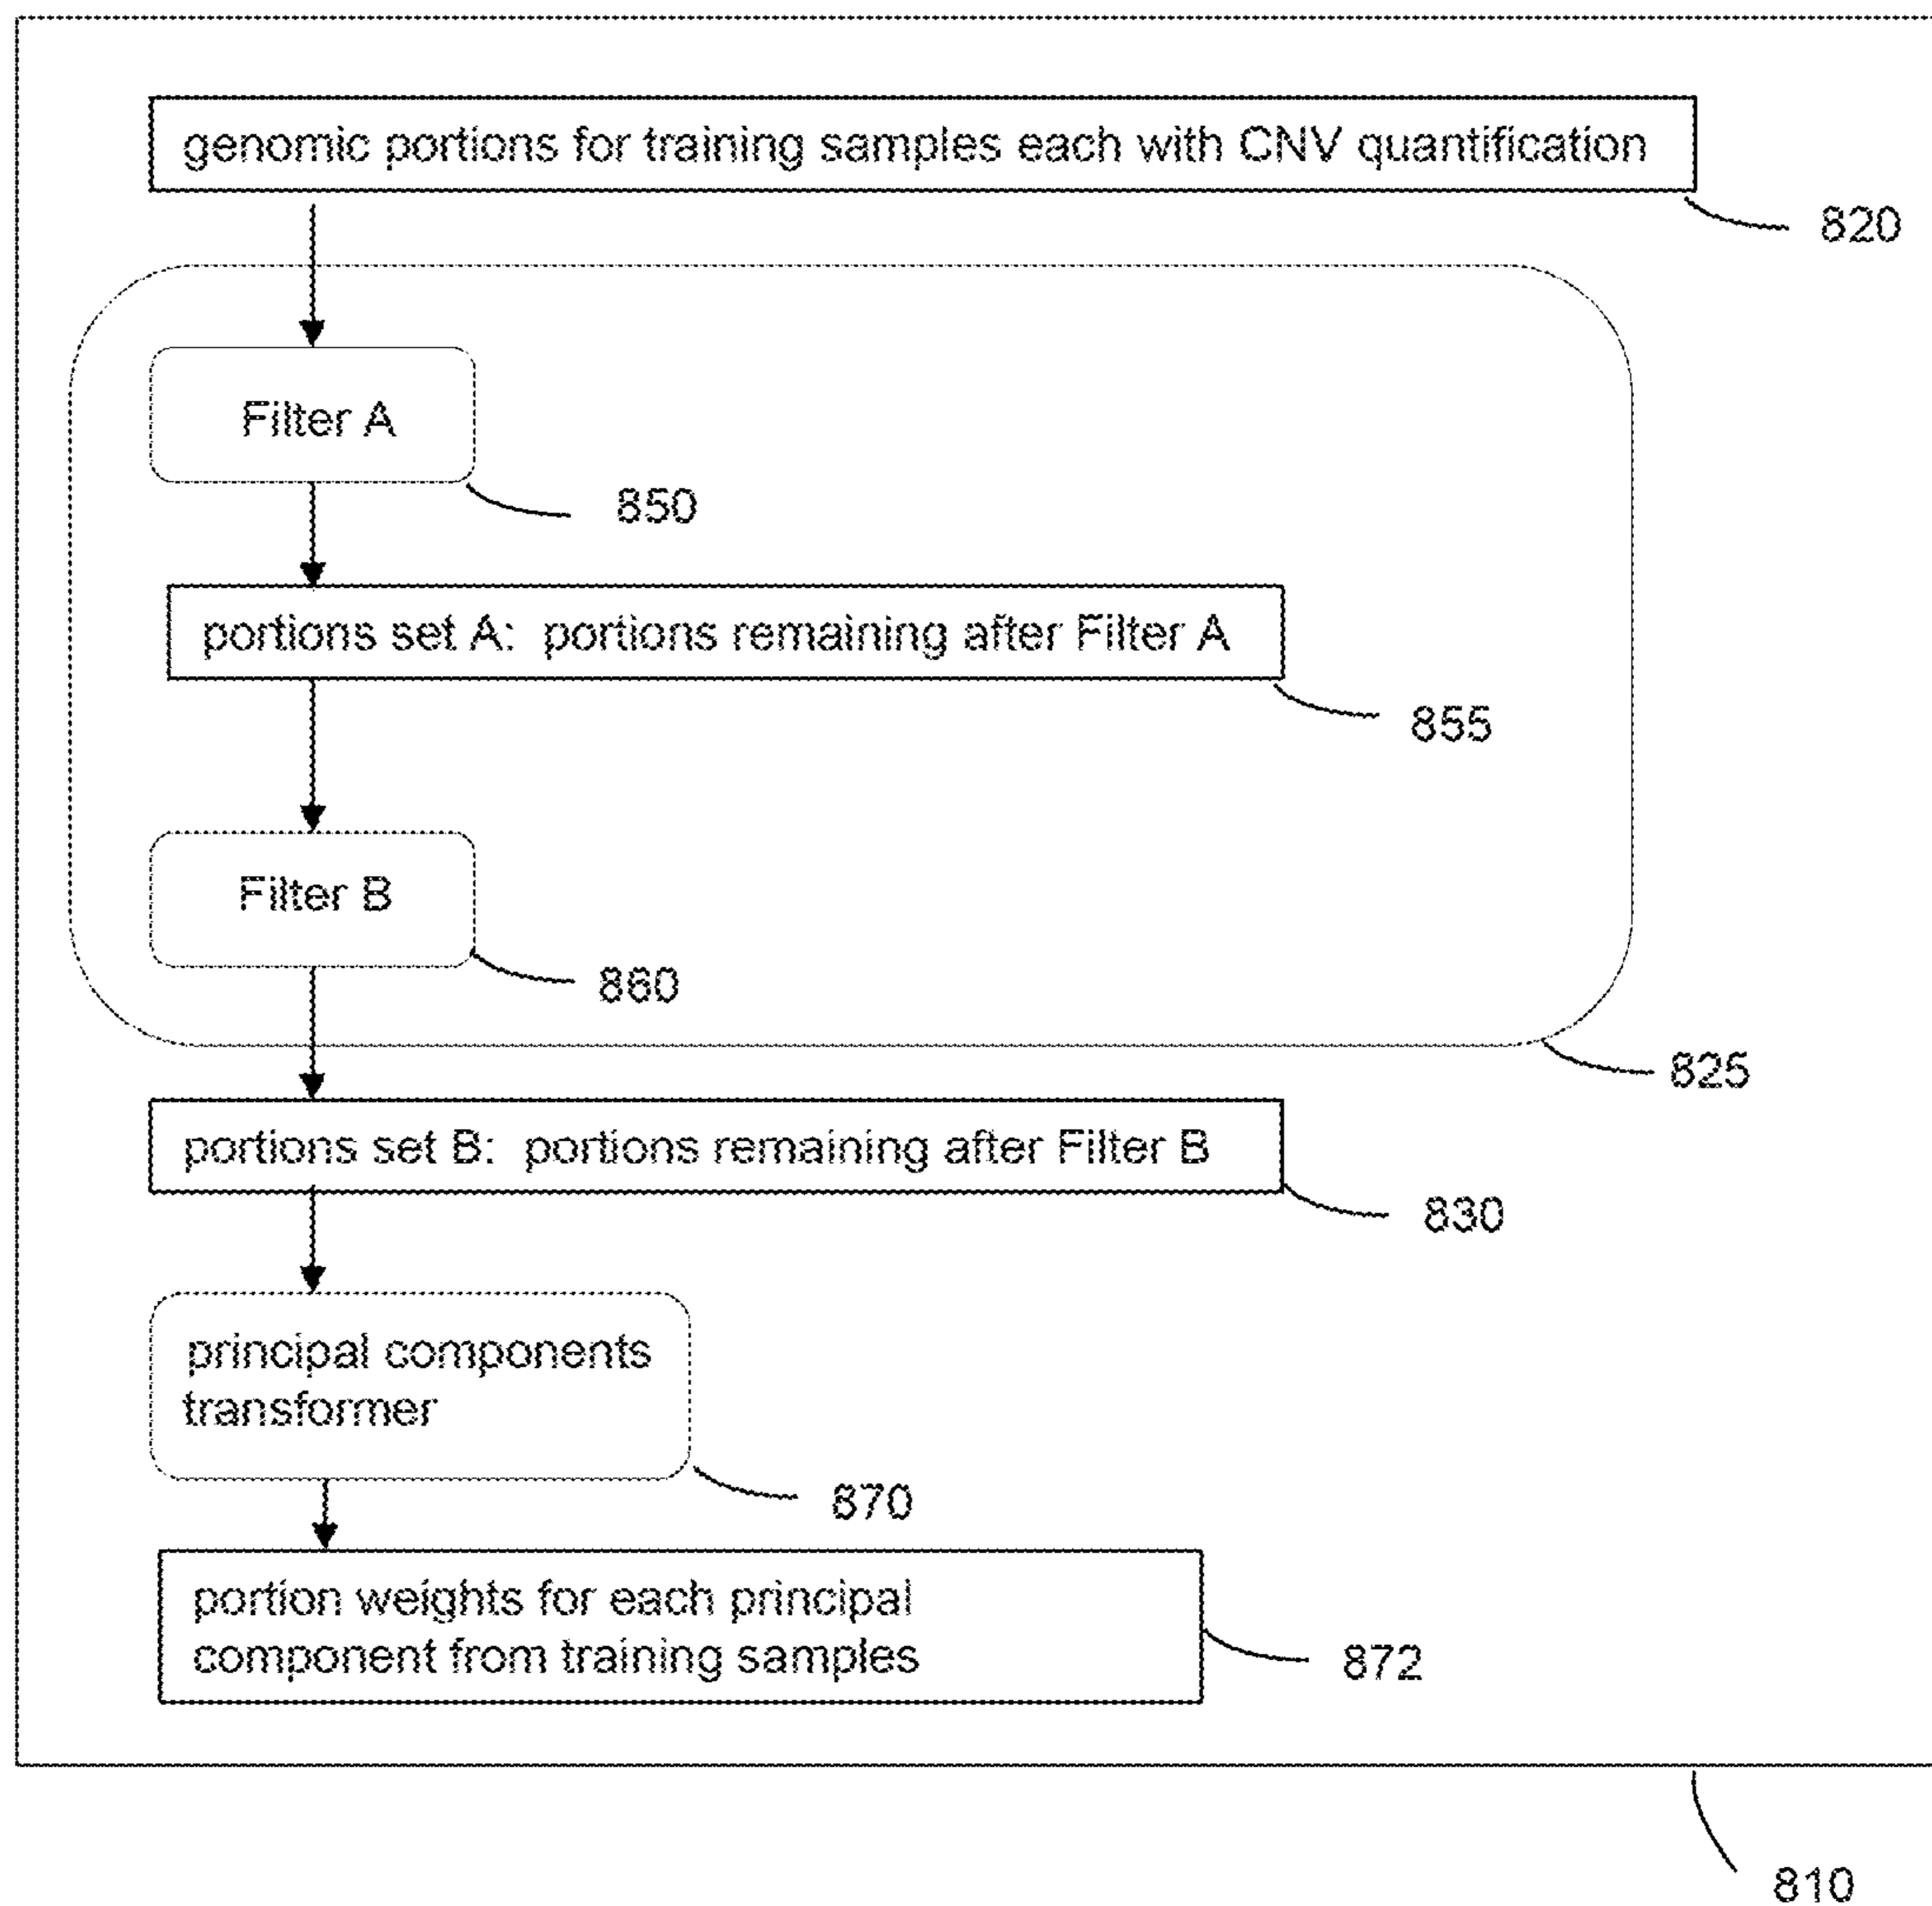 genomic portions for training samples each with CNV quantification
820
Filter A
850
portions set A: portions remaining after Filter A
855
Filter B
860
825
portions set B: portions remaining after Filter B
830
principal components
transformer
870
portion weights for each principal
component from training samples
872
810